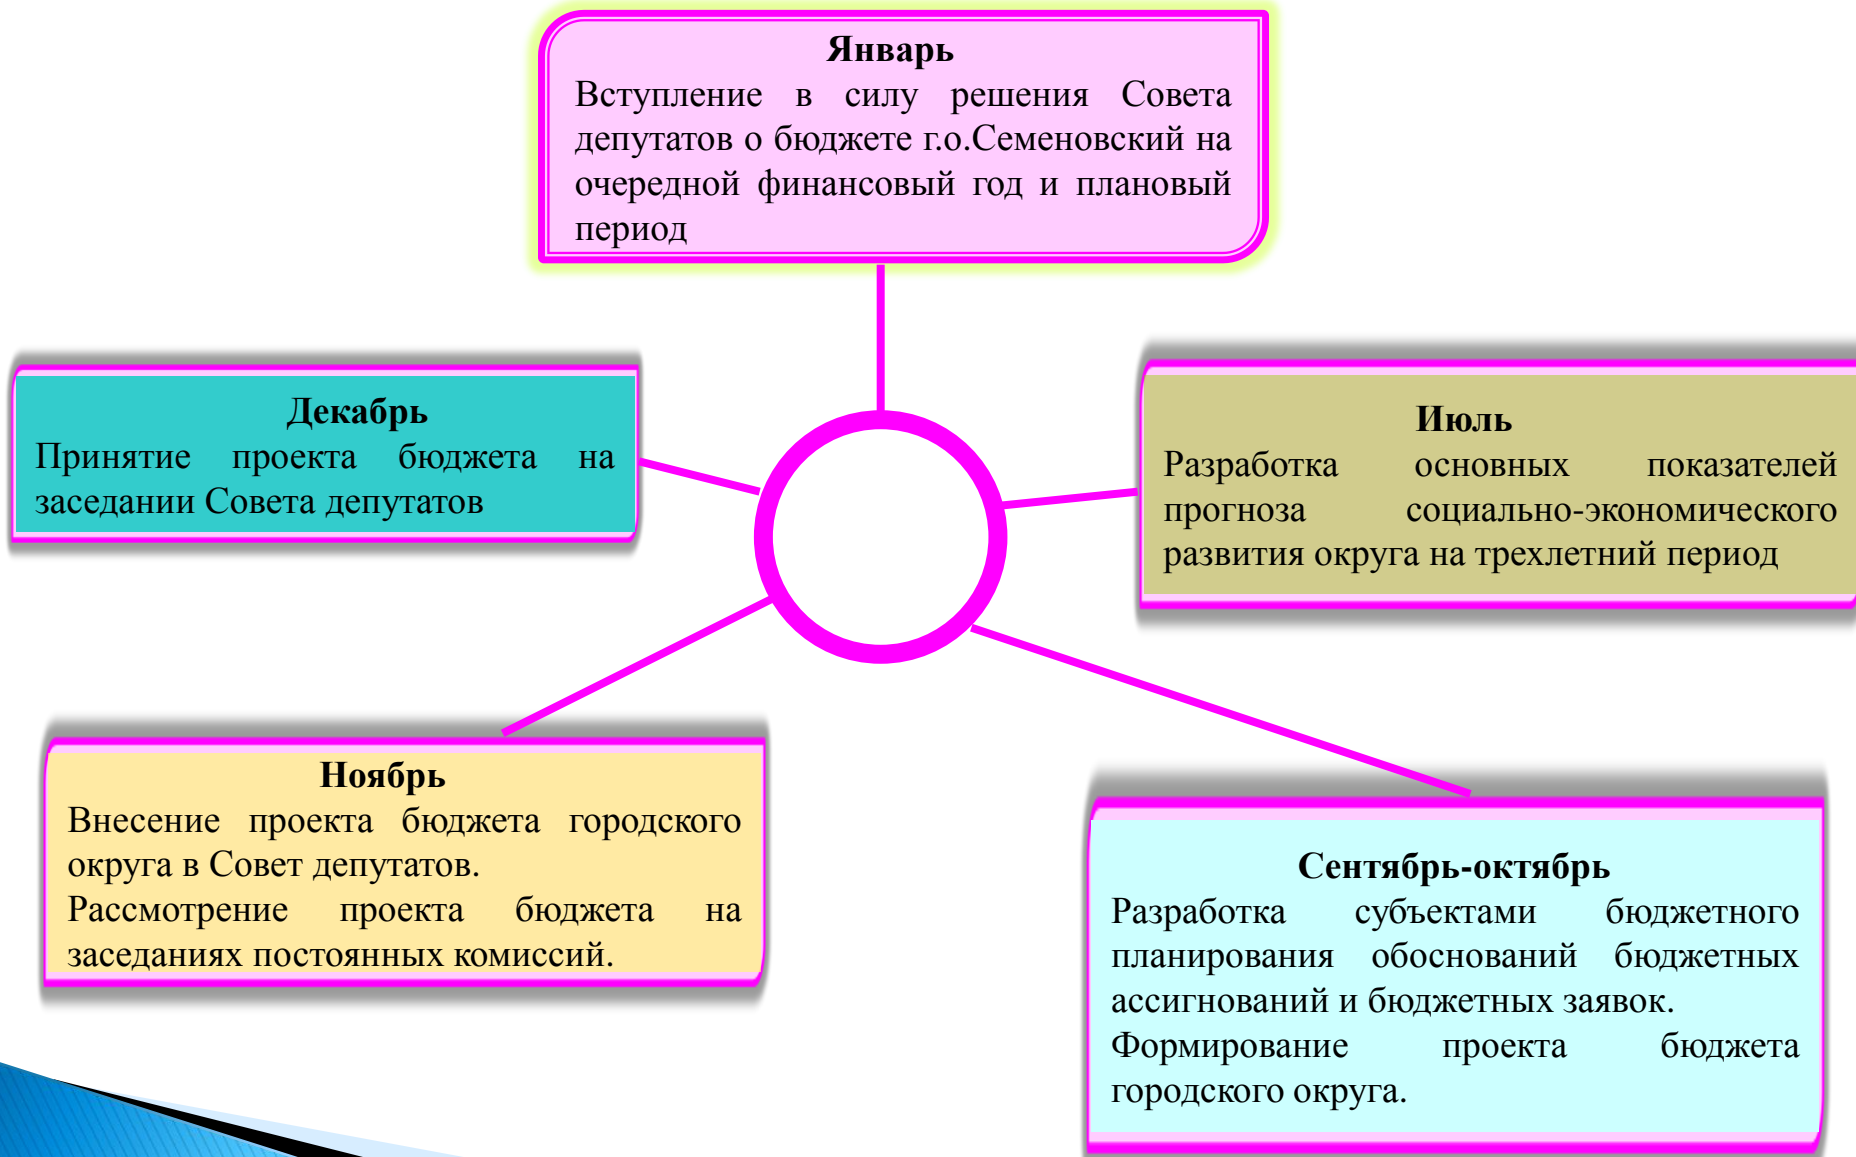 Январь
Вступление в силу решения Совета
депутатов о бюджете г.о.Семеновский на
очередной финансовый год и плановый
период
Декабрь
Принятие проекта бюджета на
заседании Совета депутатов
Июль
Разработка основных показателей
прогноза социально-экономического
развития округа на трехлетний период
Ноябрь
Внесение проекта бюджета городского
округа в Совет депутатов.
Рассмотрение проекта бюджета на
заседаниях постоянных комиссий.
Сентябрь-октябрь
Разработка субъектами бюджетного
планирования обоснований бюджетных
ассигнований и бюджетных заявок.
Формирование проекта бюджета
городского округа.